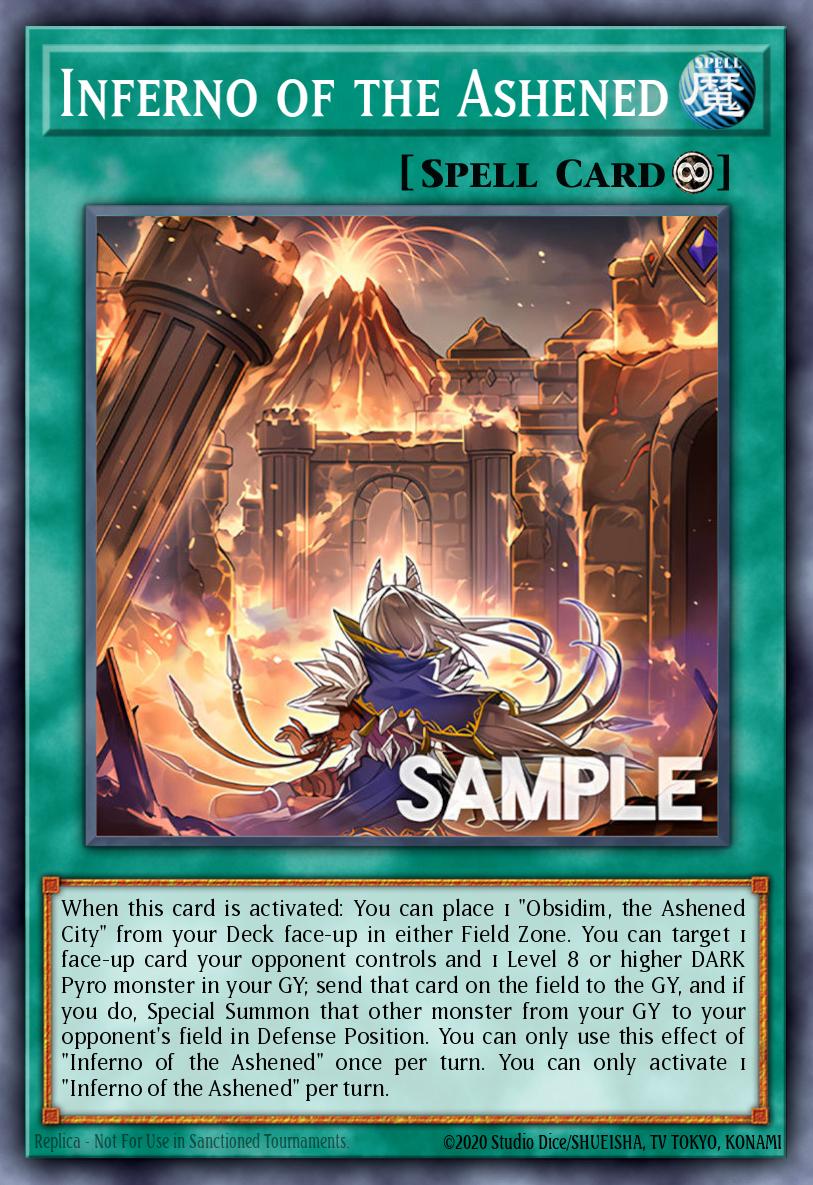 Inferno of the Ashened
SPELL
魔
[Spell Card]
SAMPLE
When this card is activated: You can place 1 "Obsidim, the Ashened
City" from your Deck face-up in either Field Zone. You can target 1
face-up card your opponent controls and 1 Level 8 or higher DARK
Pyro monster in your GY; send that card on the field to the GY, and if
you do, Special Summon that other monster from your GY to your
opponent's field in Defense Position. You can only use this effect of
"Inferno of the Ashened" once per turn. You can only activate 1
"Inferno of the Ashened" per turn.
Replica - Not For Use in Sanctioned Tournaments.
©2020 Studio Dice/SHUEISHA, TV TOKYO, KONAMI